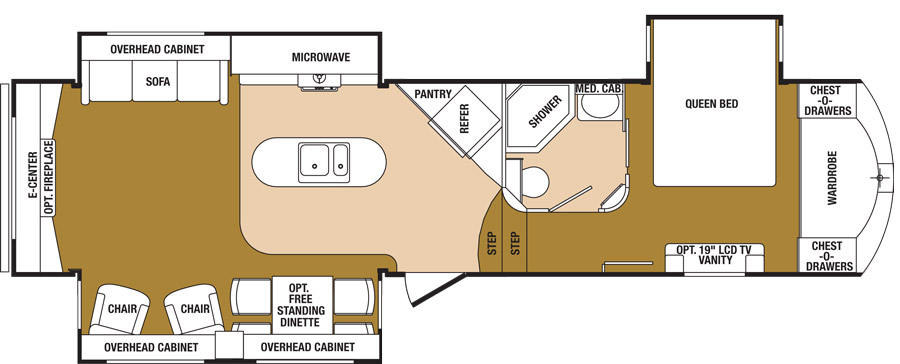 OVERHEAD CABINET
SOFA
MICROWAVE
PANTRY
REFER
SHOWER
MED. CAB.
QUEEN BED
CHEST
-O-
DRAWERS
E-CENTER
OPT. FIREPLACE
WARDROBE
STEP
STEP
OPT. 19" LCD TV
VANITY
CHEST
-O-
DRAWERS
CHAIR
CHAIR
OPT.
FREE
STANDING
DINETTE
OVERHEAD CABINET
OVERHEAD CABINET